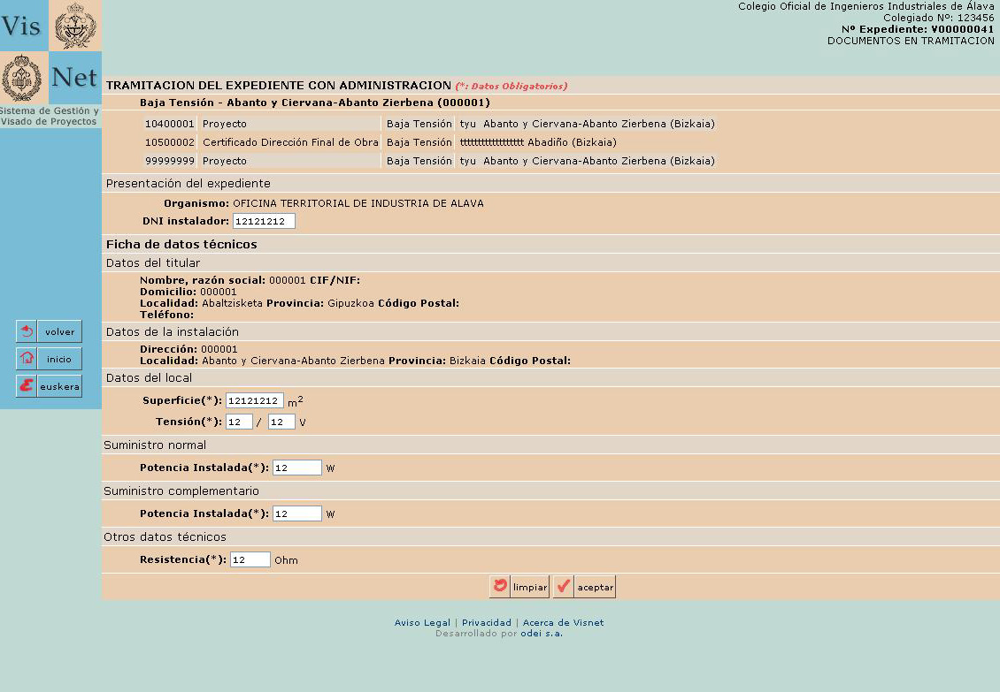 Vis
Net
Sistema de Gestión y
Visado de Proyectos
Colegio Oficial de Ingenieros Industriales de Álava
Colegiado Nº: 123456
Nº Expediente: V00000041
DOCUMENTOS EN TRAMITACION
TRAMITACION DEL EXPEDIENTE CON ADMINISTRACION (*: Datos Obligatorios)
Baja Tensión - Abanto y Ciervana-Abanto Zierbena (000001)
10400001 Proyecto Baja Tensión tyu Abanto y Ciervana-Abanto Zierbena (Bizkaia)
10500002 Certificado Dirección Final de Obra Baja Tensión tttttttttttttttttt Abadiño (Bizkaia)
99999999 Proyecto Baja Tensión tyu Abanto y Ciervana-Abanto Zierbena (Bizkaia)
Presentación del expediente
Organismo: OFICINA TERRITORIAL DE INDUSTRIA DE ALAVA
DNI instalador: 12121212
Ficha de datos técnicos
Datos del titular
Nombre, razón social: 000001 CIF/NIF:
Domicilio: 000001
Localidad: Abaltzisketa Provincia: Gipuzkoa Código Postal:
Teléfono:
Datos de la instalación
Dirección: 000001
Localidad: Abanto y Ciervana-Abanto Zierbena Provincia: Bizkaia Código Postal:
Datos del local
Superficie(*): 12121212 m²
Tensión(*): 12 / 12 V
Suministro normal
Potencia Instalada(*): 12 W
Suministro complementario
Potencia Instalada(*): 12 W
Otros datos técnicos
Resistencia(*): 12 Ohm
volver
inicio
euskera
limpiar aceptar
Aviso Legal | Privacidad | Acerca de Visnet
Desarrollado por odei s.a.